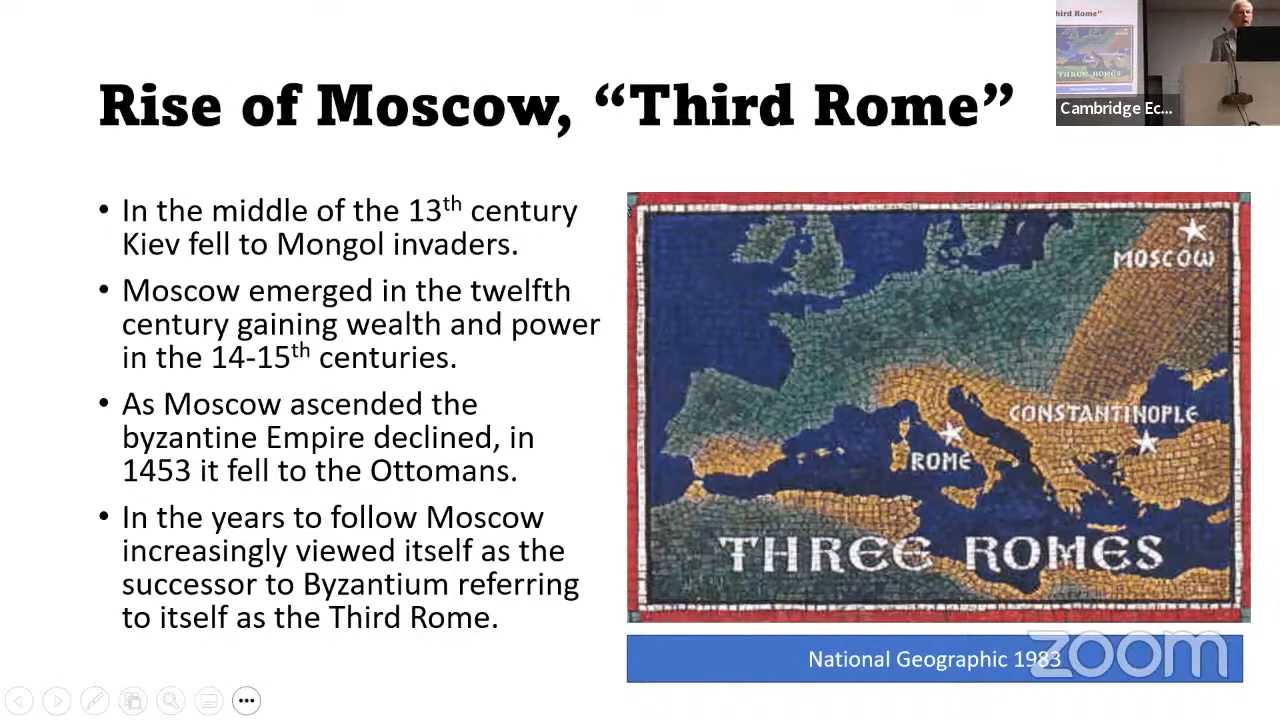 Rise of Moscow, “Third Rome”
• In the middle of the 13th century
Kiev fell to Mongol invaders.
• Moscow emerged in the twelfth
century gaining wealth and power
in the 14-15th centuries.
• As Moscow ascended the
byzantine Empire declined, in
1453 it fell to the Ottomans.
• In the years to follow Moscow
increasingly viewed itself as the
successor to Byzantium referring
to itself as the Third Rome.
MOSCOW
CONSTANTINOPLE
ROME
THREE ROMES
National Geographic 1983
zoom
hird Rome”
THREE ROMES
Cambridge Ec...